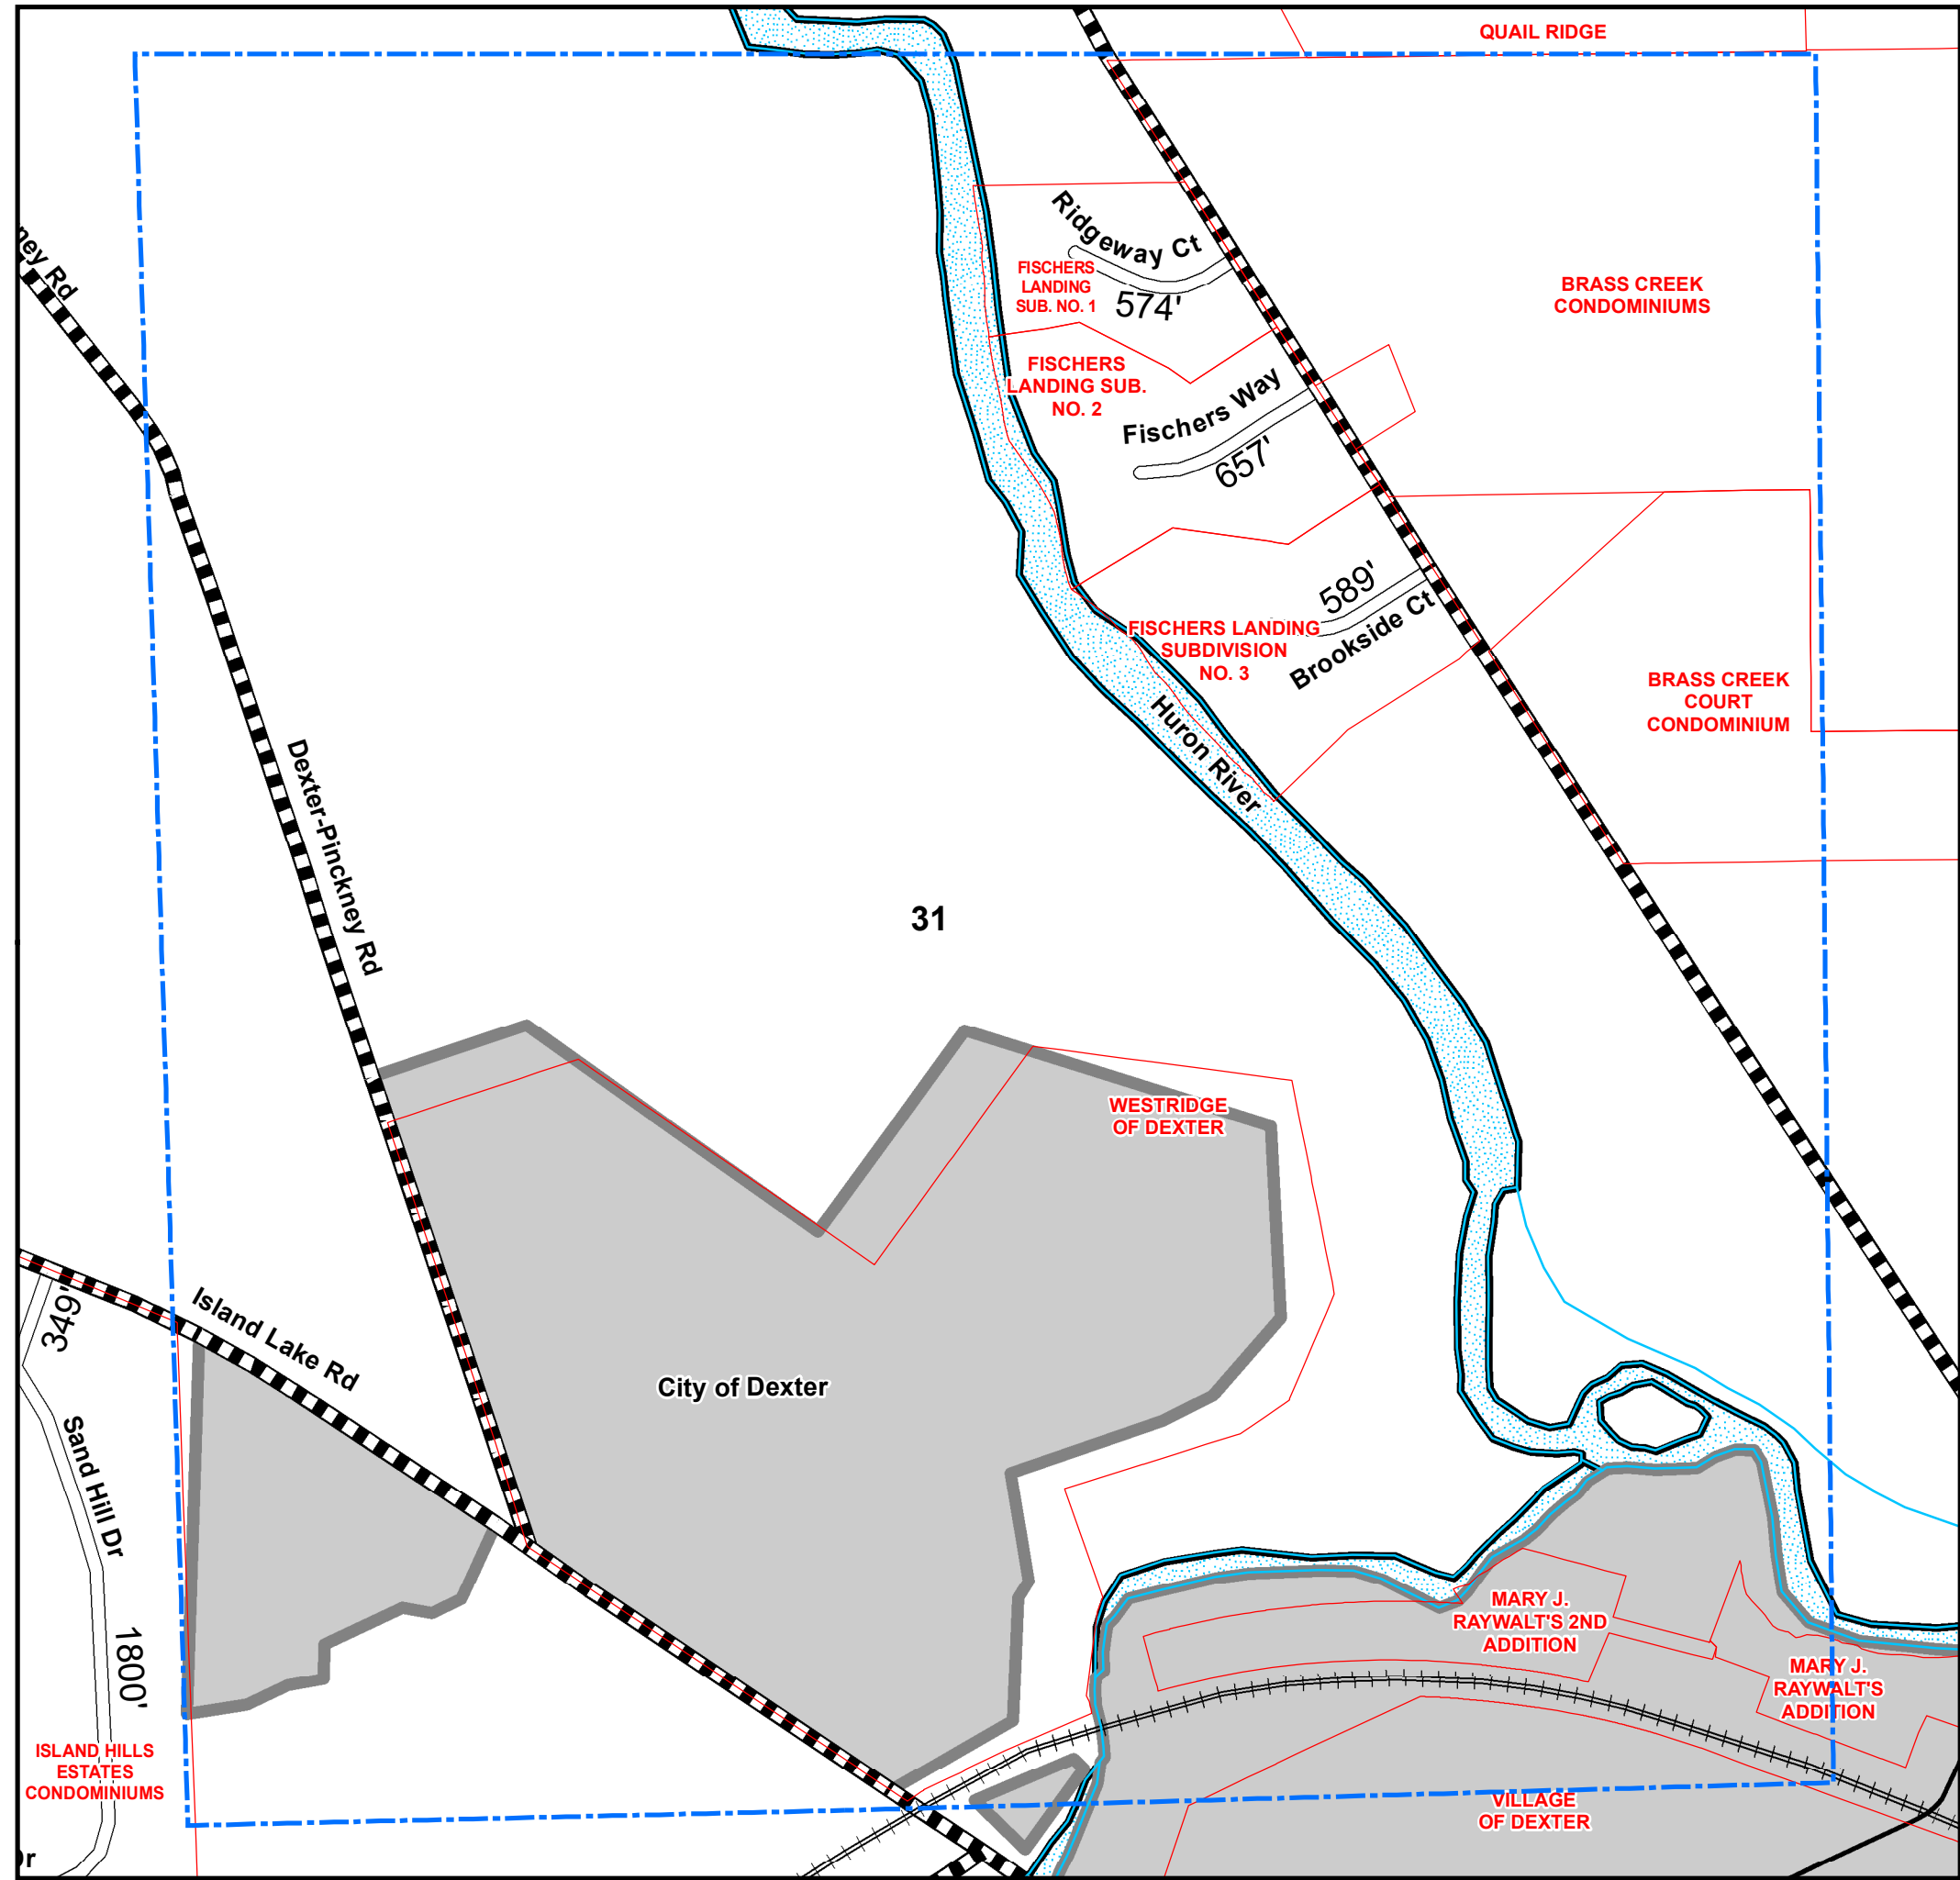 QUAIL RIDGE
ney Rd
Ridgeway Ct
FISCHERS
LANDING
SUB. NO. 1
574'
BRASS CREEK
CONDOMINIUMS
FISCHERS
LANDING SUB.
NO. 2
Fischers Way
657'
589'
Brookside Ct
FISCHERS LANDING
SUBDIVISION
NO. 3
BRASS CREEK
COURT
CONDOMINIUM
Huron River
Dexter-Pinckney Rd
31
WESTRIDGE
OF DEXTER
Island Lake Rd
349'
City of Dexter
Sand Hill Dr
1800'
MARY J.
RAYWALT'S 2ND
ADDITION
MARY J.
RAYWALT'S
ADDITION
ISLAND HILLS
ESTATES
CONDOMINIUMS
VILLAGE
OF DEXTER
Dr